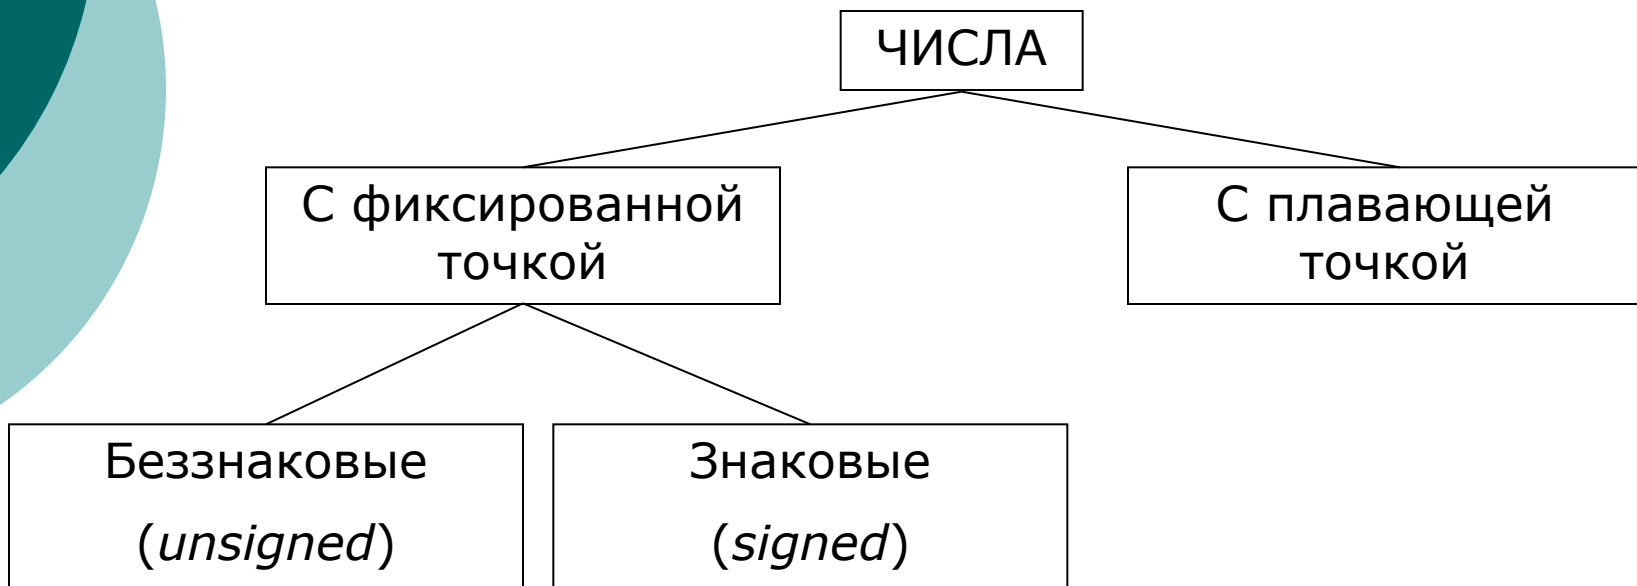 ЧИСЛА
С фиксированной
точкой
С плавающей
точкой
Беззнаковые
(unsigned)
Знаковые
(signed)